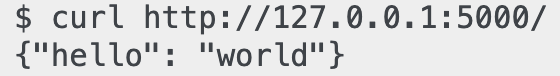 $ curl http://127.0.0.1:5000/
{"hello": "world"}